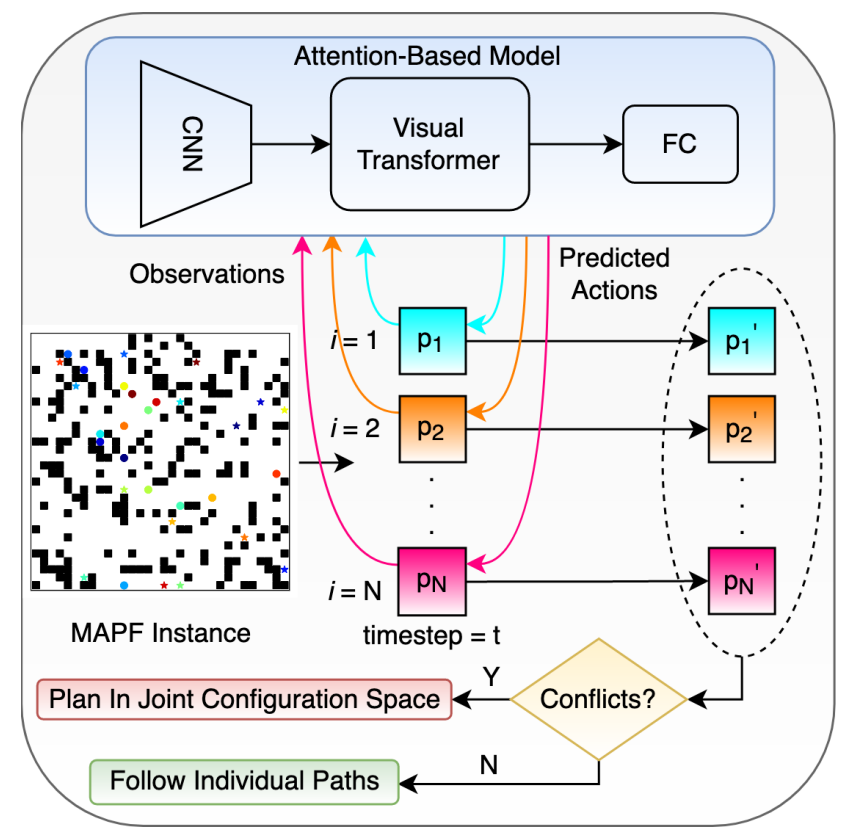 Attention-Based Model
CNN
Visual
Transformer
FC
Observations
Predicted
Actions
i = 1
p1
p1'
i = 2
p2
p2'
.
.
.
.
.
.
i = N
pN
pN'
MAPF Instance
timestep = t
Plan In Joint Configuration Space
Y
Conflicts?
Follow Individual Paths
N